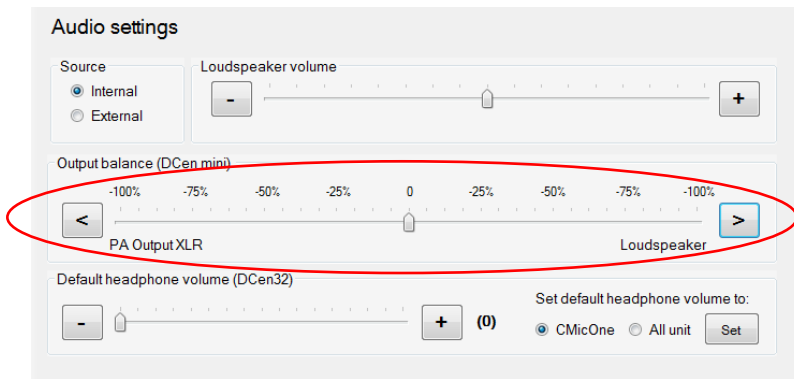 Audio settings
Source
Internal
External
Loudspeaker volume
- +
Output balance (DCen mini)
-100% -75% -50% -25% 0 -25% -50% -75% -100%
< >
PA Output XLR Loudspeaker
Default headphone volume (DCen32)
- + (0)
Set default headphone volume to:
CMicOne All unit Set